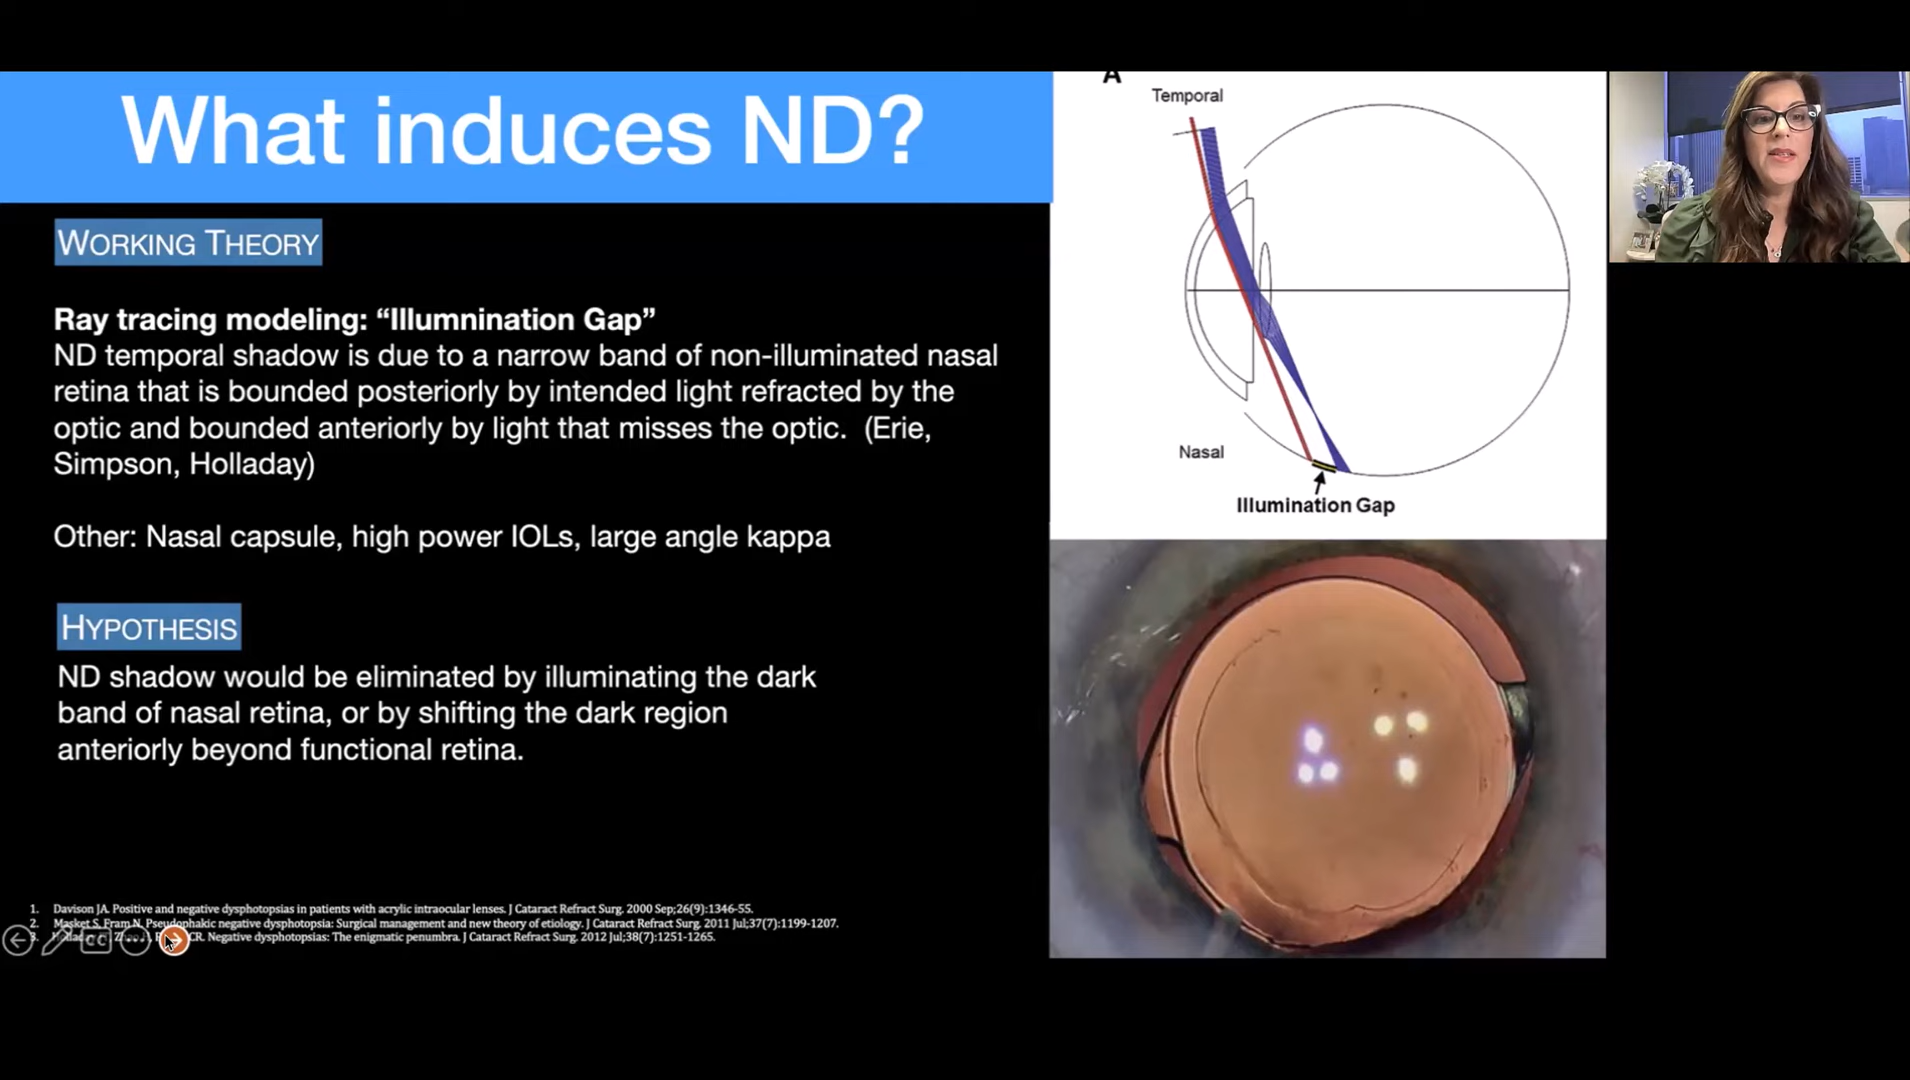 What induces ND?
WORKING THEORY
Ray tracing modeling: “Illumnination Gap”
ND temporal shadow is due to a narrow band of non-illuminated nasal
retina that is bounded posteriorly by intended light refracted by the
optic and bounded anteriorly by light that misses the optic. (Erie,
Simpson, Holladay)
Other: Nasal capsule, high power IOLs, large angle kappa
HYPOTHESIS
ND shadow would be eliminated by illuminating the dark
band of nasal retina, or by shifting the dark region
anteriorly beyond functional retina.
1. Davison JA. Positive and negative dysphotopsias in patients with acrylic intraocular lenses. J Cataract Refract Surg. 2000 Sep;26(9):1346-55.
2. Masket S, Fram N. Pseudophakic negative dysphotopsia: Surgical management and new theory of etiology. J Cataract Refract Surg. 2011 Jul;37(7):1199-1207.
3. CR. Negative dysphotopsias: The enigmatic penumbra. J Cataract Refract Surg. 2012 Jul;38(7):1251-1265.
CC
A
Temporal
Nasal
Illumination Gap